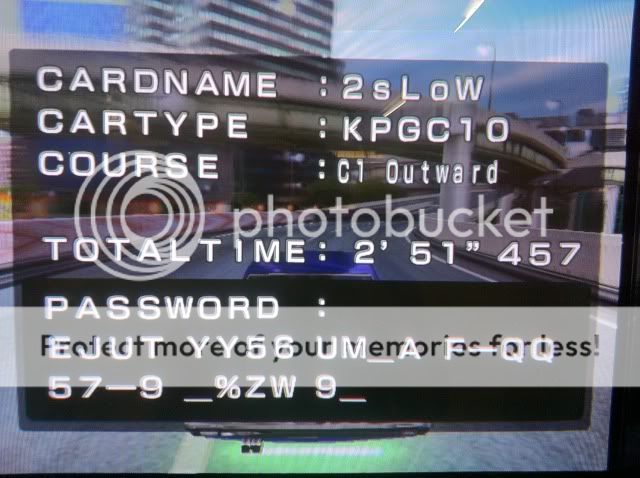 CARDNAME : 2sLoW
CARTYPE : KPGC10
COURSE : C1 Outward
photobucket
TOTALTIME: 2' 51" 457
PASSWORD :
Protect more of your memories for less!
EJUT YY56 UM_A F-QQ
57-9 _%ZW 9_